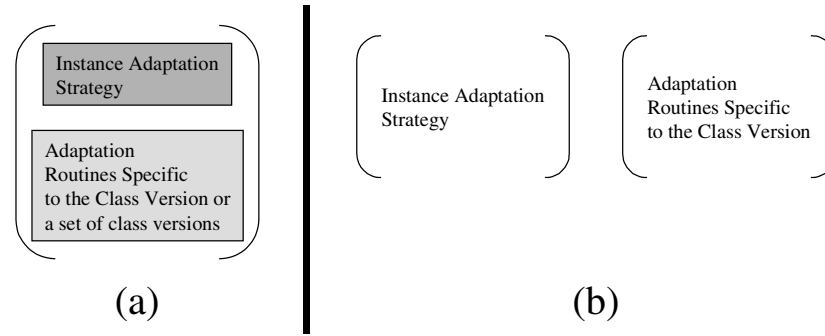 Instance Adaptation
Strategy
Adaptation
Routines Specific
to the Class Version or
a set of class versions
(a)
Instance Adaptation
Strategy
Adaptation
Routines Specific
to the Class Version
(b)